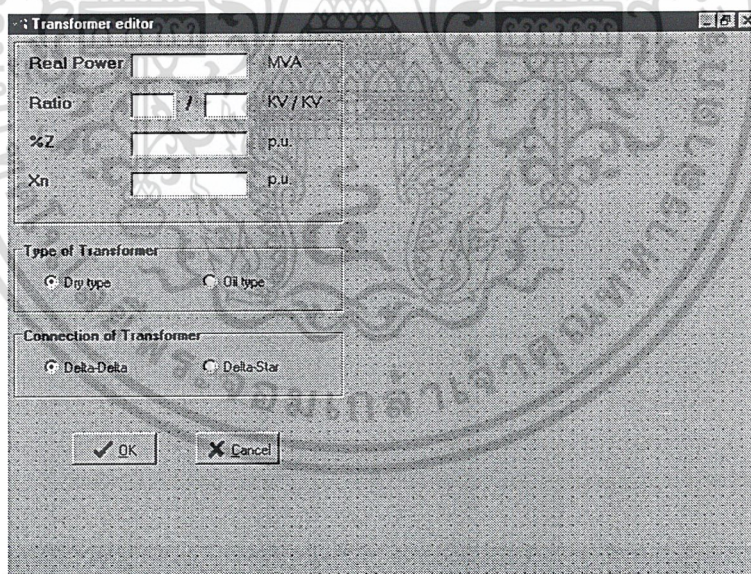 Transformer editor
Real Power MVA
Ratio / KV / KV
%Z p.u.
Xn p.u.
Type of Transformer
Dry type Oil type
Connection of Transformer
Delta-Delta Delta-Star
OK Cancel